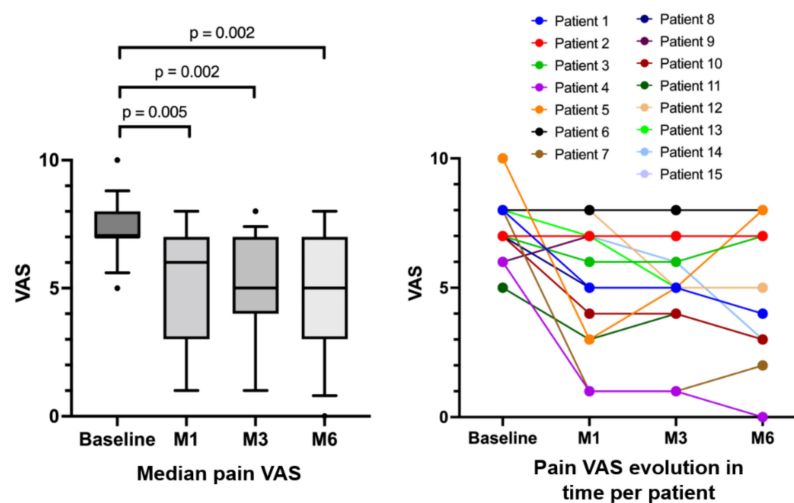 p = 0.002
p = 0.002
p = 0.005
10
5
0
VAS
Baseline M1 M3 M6
Median pain VAS
Patient 1
Patient 2
Patient 3
Patient 4
Patient 5
Patient 6
Patient 7
Patient 8
Patient 9
Patient 10
Patient 11
Patient 12
Patient 13
Patient 14
Patient 15
10
5
0
VAS
Baseline M1 M3 M6
Pain VAS evolution in
time per patient